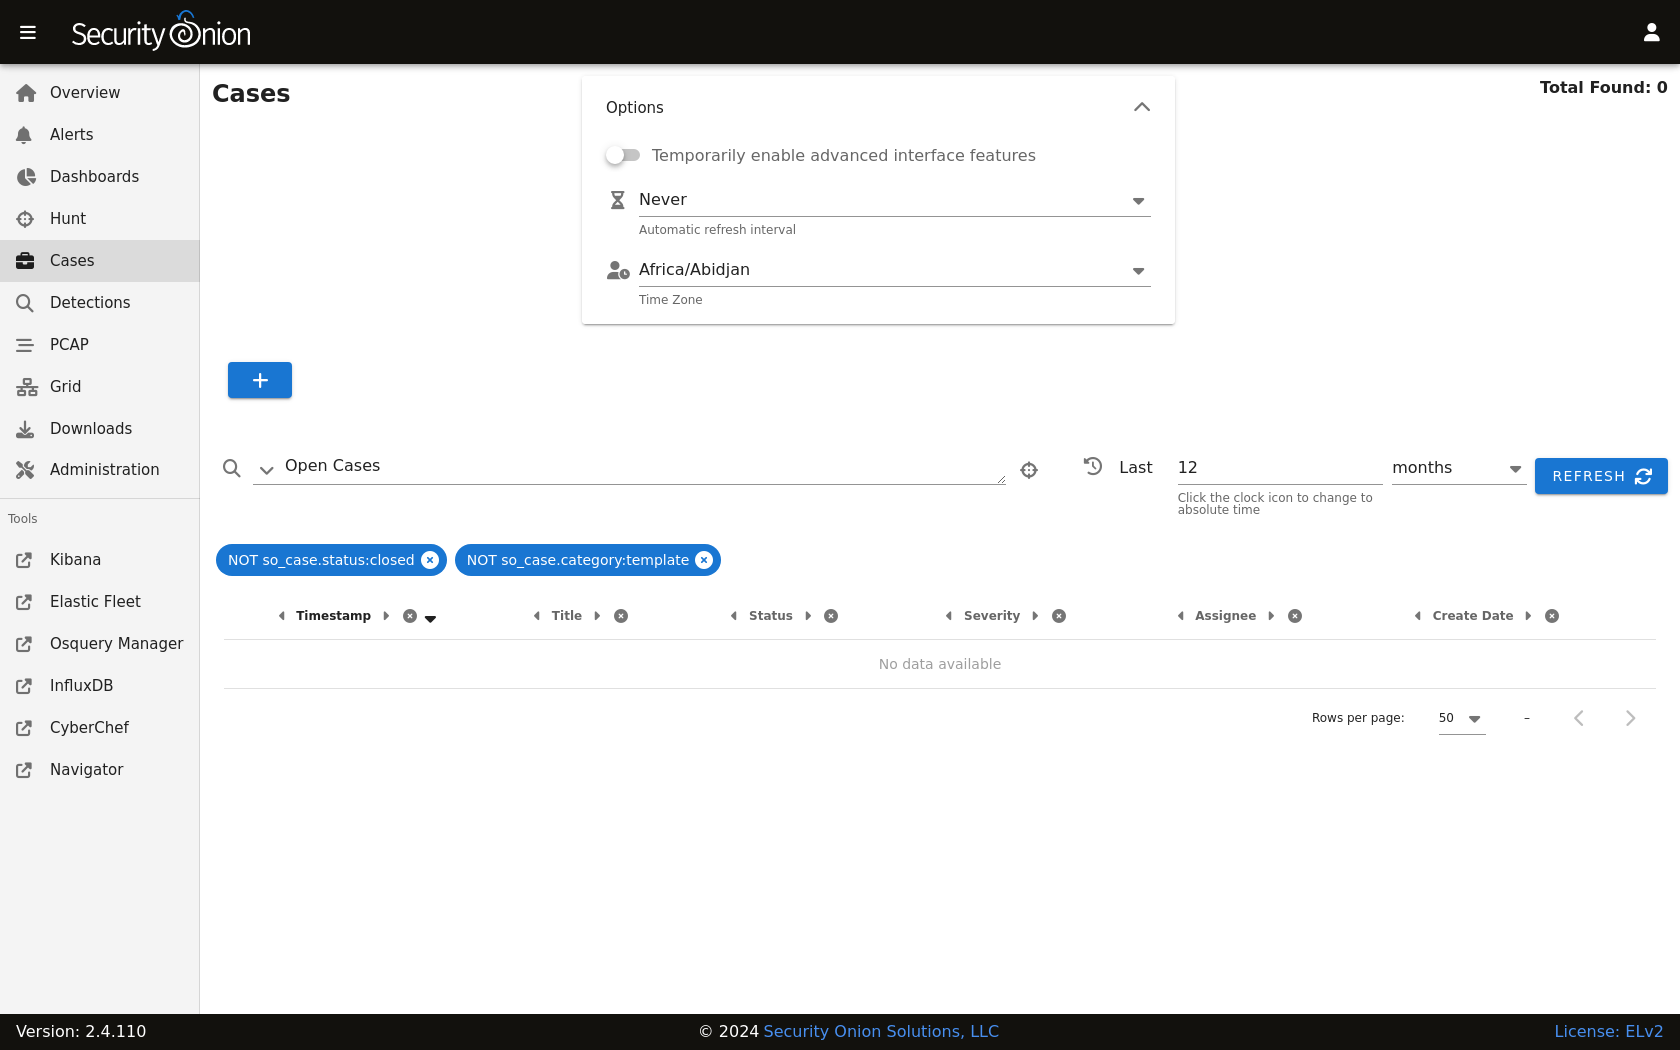 Security Onion
Overview
Alerts
Dashboards
Hunt
Cases
Detections
PCAP
Grid
Downloads
Administration
Tools
Kibana
Elastic Fleet
Osquery Manager
InfluxDB
CyberChef
Navigator
Cases
Options
Temporarily enable advanced interface features
Never
Automatic refresh interval
Africa/Abidjan
Time Zone
Total Found: 0
Open Cases
Last 12 months
Click the clock icon to change to
absolute time
REFRESH
NOT so_case.status:closed NOT so_case.category:template
Timestamp Title Status Severity Assignee Create Date
No data available
Rows per page: 50 –
Version: 2.4.110 © 2024 Security Onion Solutions, LLC License: ELv2